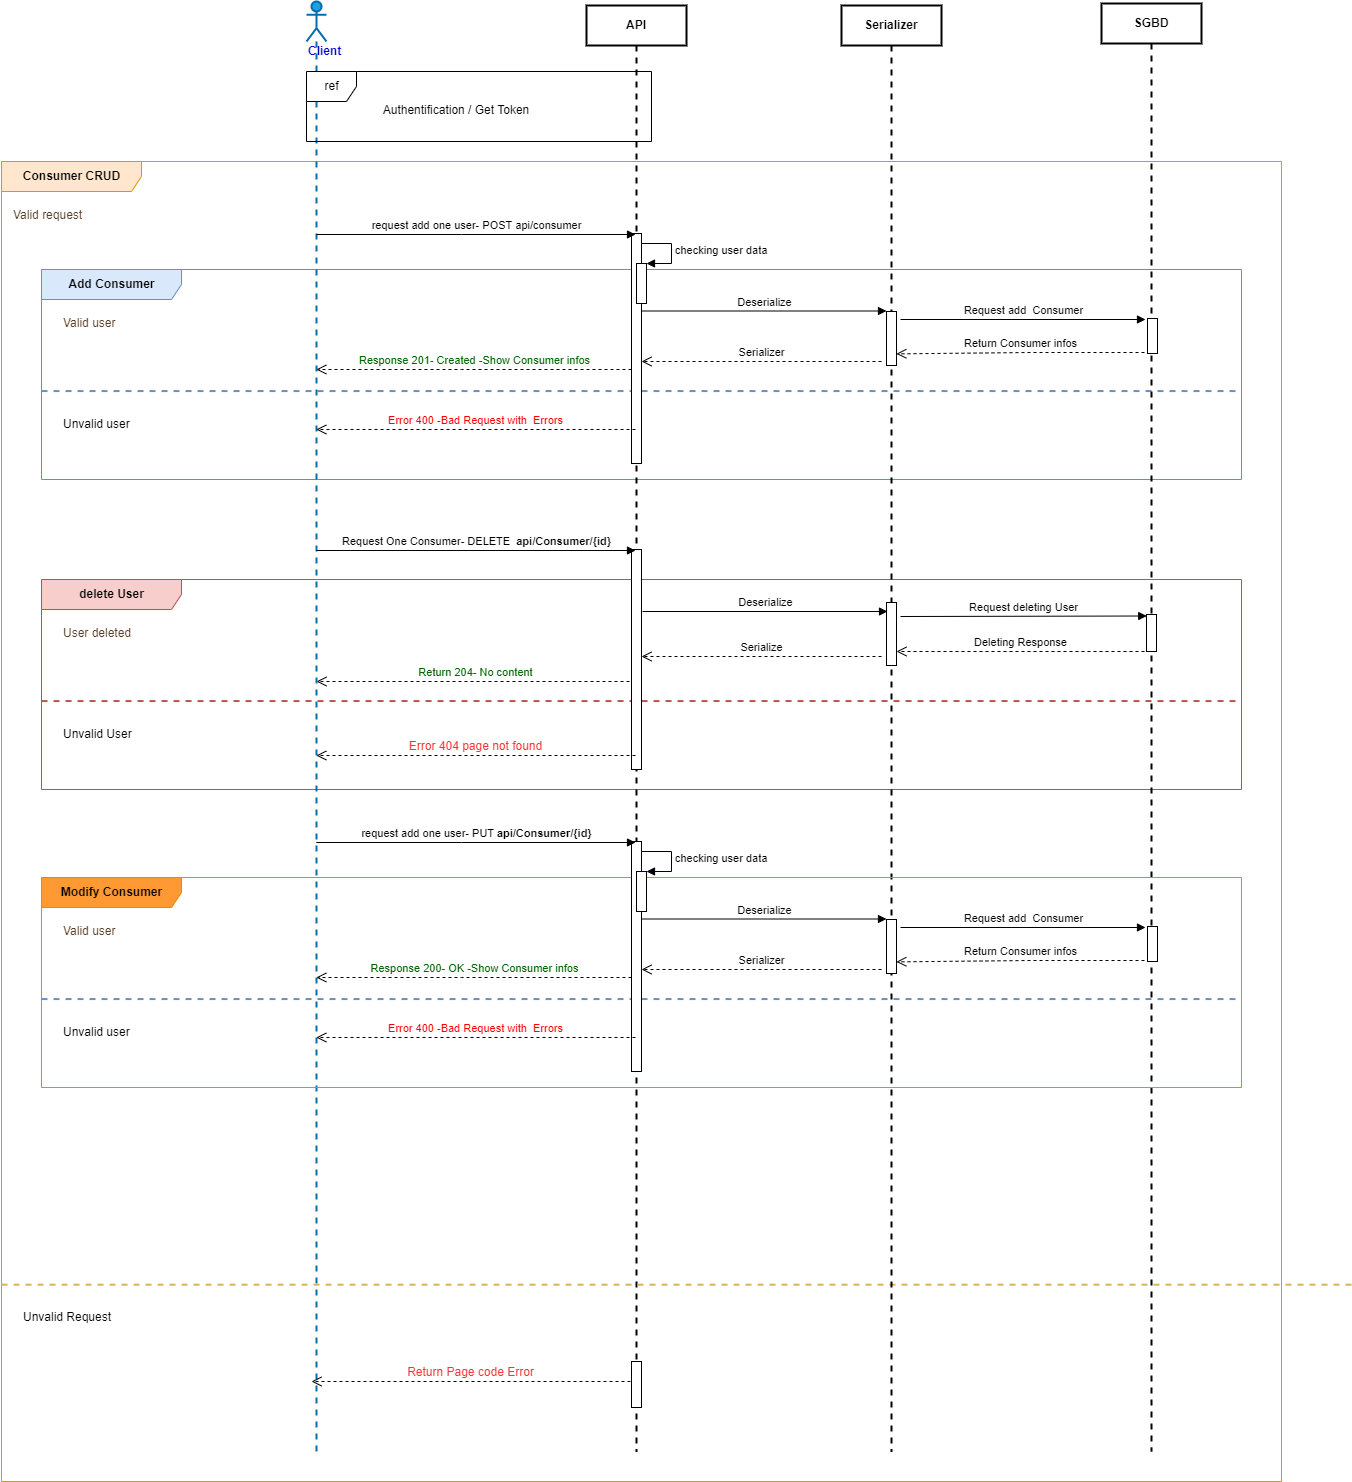 Client
API
Serializer
SGBD
ref
Authentification / Get Token
Consumer CRUD
Valid request
request add one user- POST api/consumer
checking user data
Add Consumer
Deserialize
Request add  Consumer
Valid user
Return Consumer infos
Serializer
Response 201- Created -Show Consumer infos
Unvalid user
Error 400 -Bad Request with  Errors
Request One Consumer- DELETE  api/Consumer/{id}
delete User
Deserialize
Request deleting User
User deleted
Deleting Response
Serialize
Return 204- No content
Unvalid User
Error 404 page not found
request add one user- PUT api/Consumer/{id}
checking user data
Modify Consumer
Deserialize
Request add  Consumer
Valid user
Return Consumer infos
Serializer
Response 200- OK -Show Consumer infos
Unvalid user
Error 400 -Bad Request with  Errors
Unvalid Request
Return Page code Error